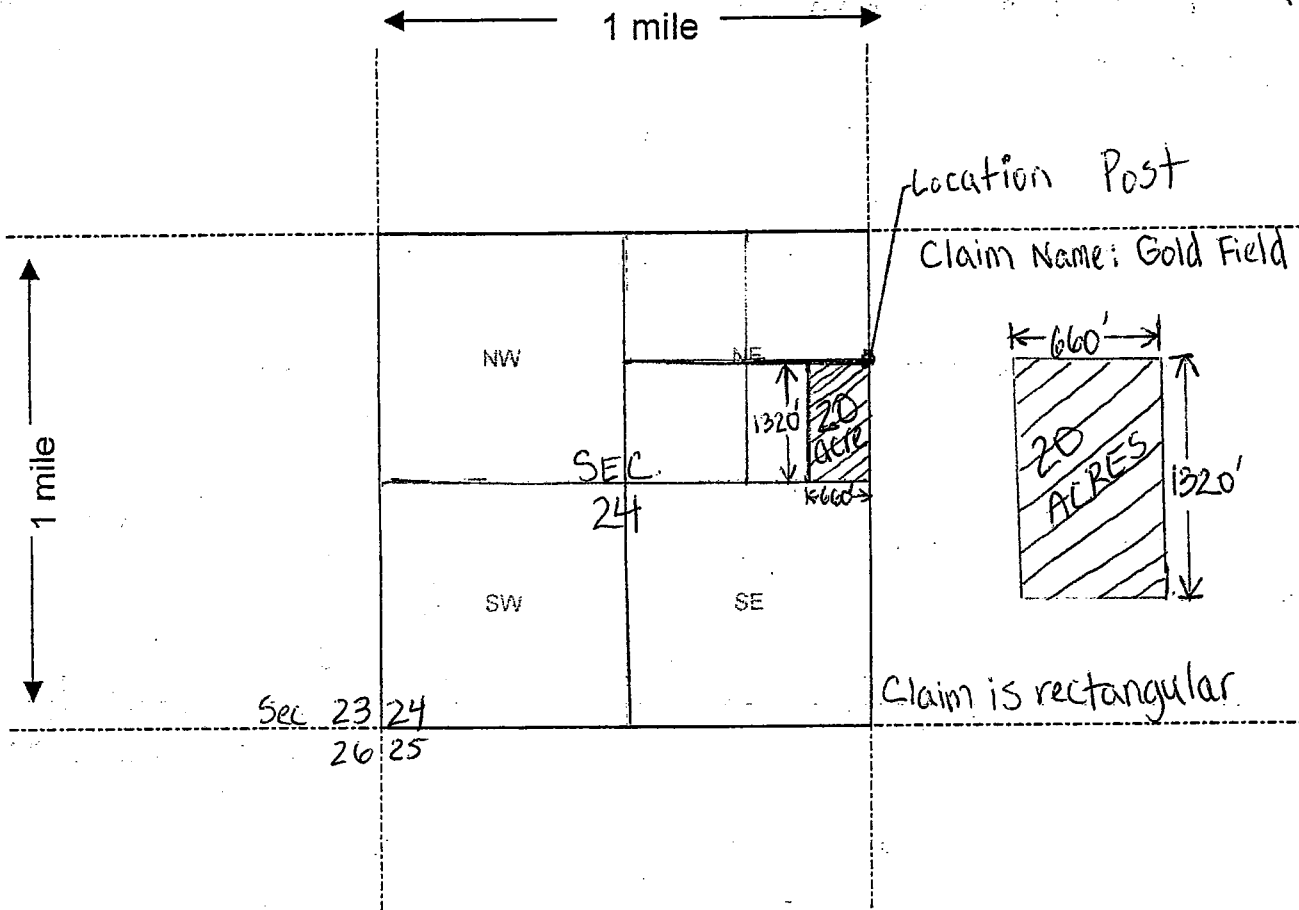 1 mile
Location Post
Claim Name: Gold Field
660'
NW
NE
1320'
20
acre
20
ACRES
1320'
1 mile
SEC.
24
660'
SW
SE
Claim is rectangular
Sec 23 24
26 25